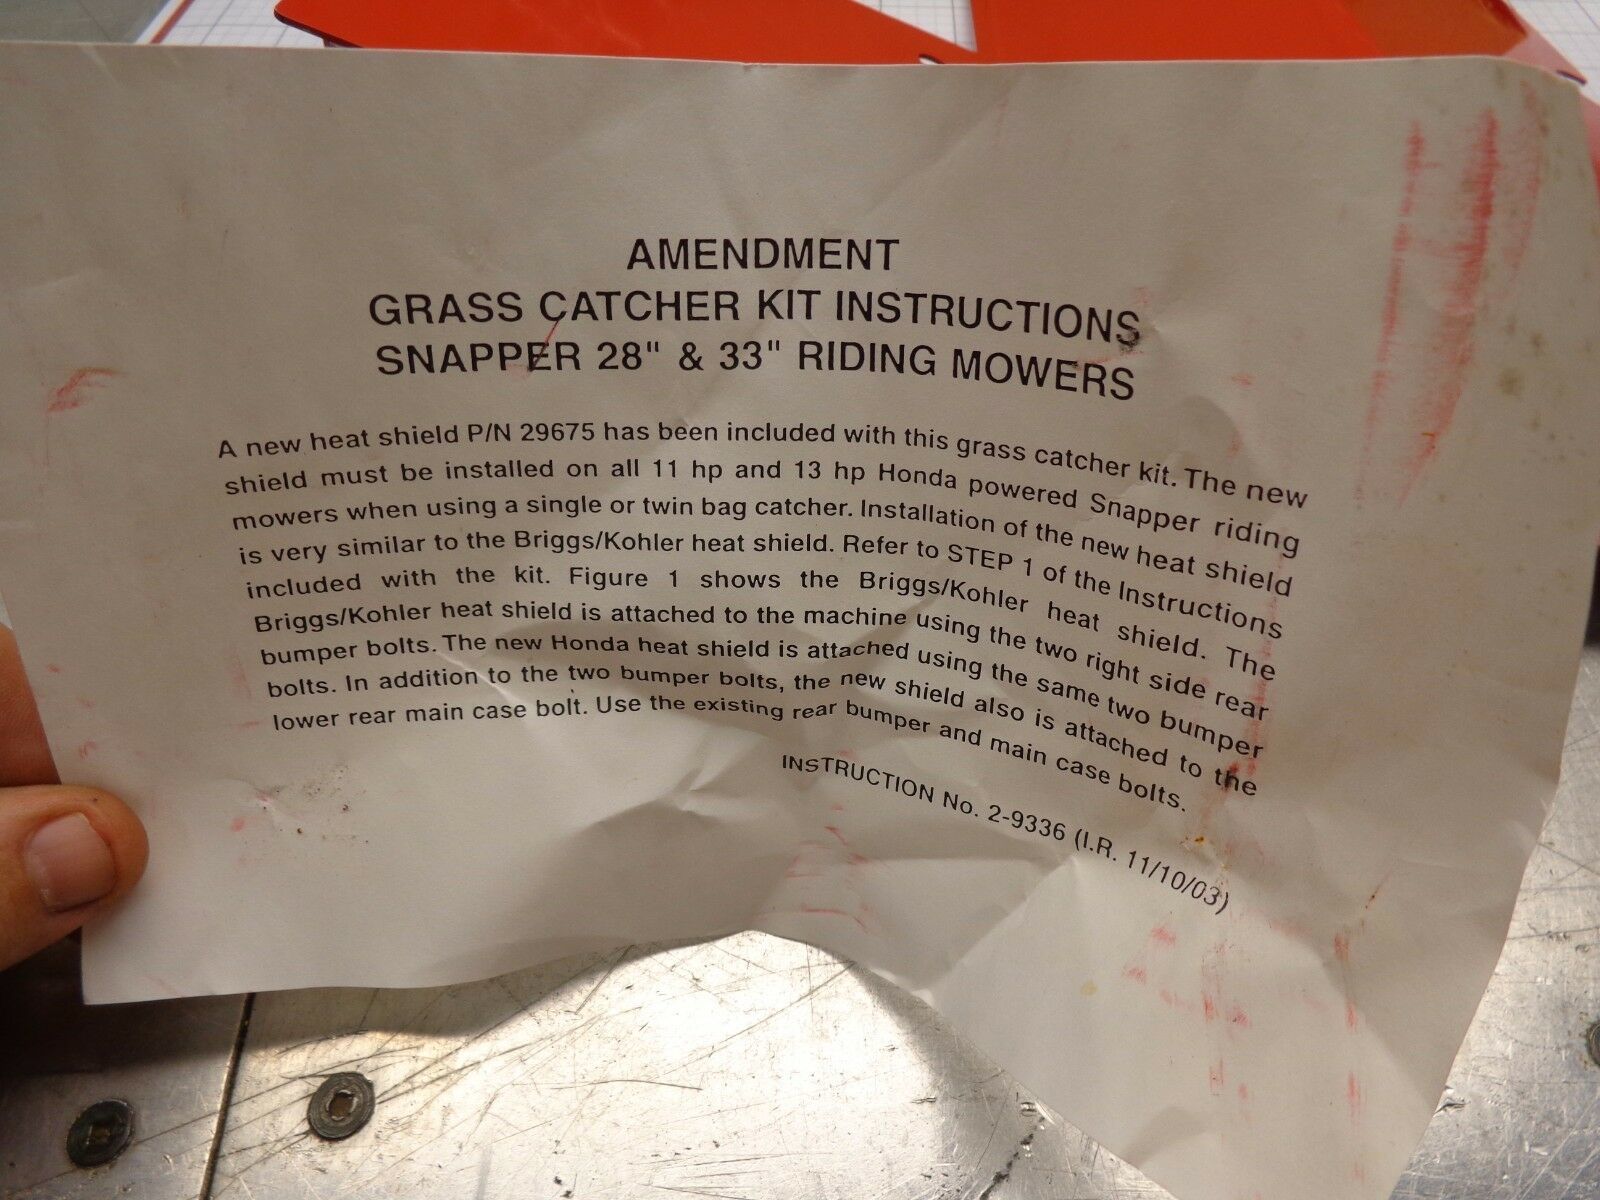 AMENDMENT
GRASS CATCHER KIT INSTRUCTIONS
SNAPPER 28" & 33" RIDING MOWERS
A new heat shield P/N 29675 has been included with this grass catcher kit. The new
shield must be installed on all 11 hp and 13 hp Honda powered Snapper riding
mowers when using a single or twin bag catcher. Installation of the new heat shield
is very similar to the Briggs/Kohler heat shield. Refer to STEP 1 of the Instructions
included with the kit. Figure 1 shows the Briggs/Kohler heat shield. The
Briggs/Kohler heat shield is attached to the machine using the two right side rear
bumper bolts. The new Honda heat shield is attached using the same two bumper
bolts. In addition to the two bumper bolts, the new shield also is attached to the
lower rear main case bolt. Use the existing rear bumper and main case bolts.
INSTRUCTION No. 2-9336 (I.R. 11/10/03)